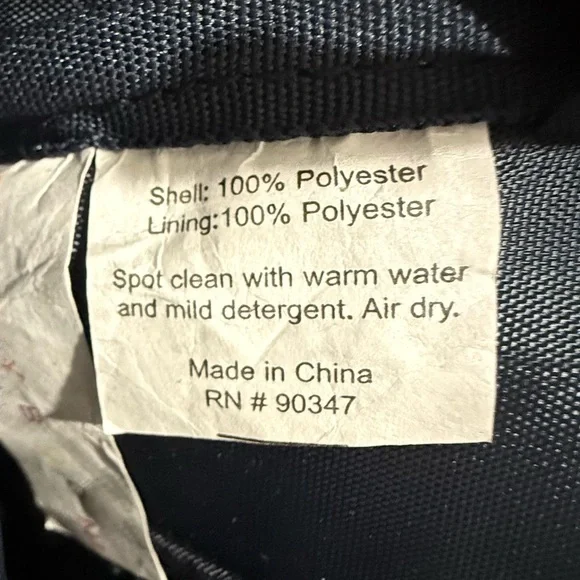 Shell: 100% Polyester
Lining:100% Polyester
Spot clean with warm water
and mild detergent. Air dry.
Made in China
RN # 90347